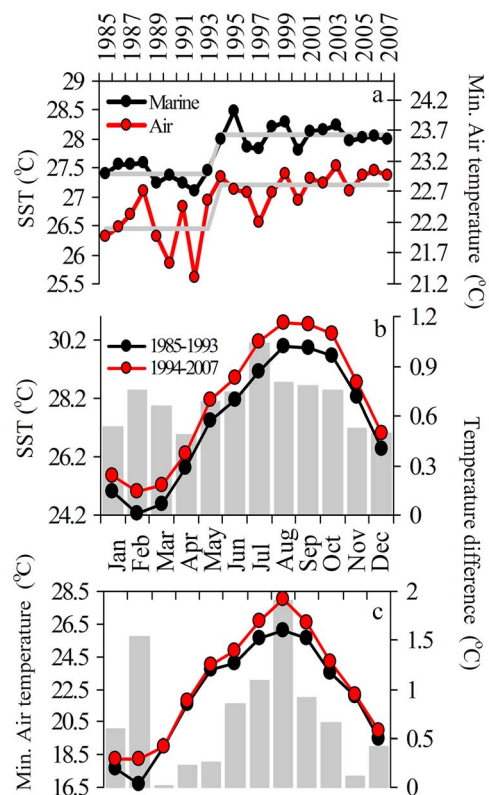 1985
1987
1989
1991
1993
1995
1997
1999
2001
2003
2005
2007
a
Marine
Air
SST (°C)
29
28.5
28
27.5
27
26.5
26
25.5
Min. Air temperature (°C)
24.2
23.7
23.0
22.7
22.1
21.7
21.2
b
1985-1993
1994-2007
SST (°C)
30.2
28.2
26.2
24.2
Temperature difference (°C)
1.2
0.9
0.6
0.3
0
Jan
Feb
Mar
Apr
May
Jun
Jul
Aug
Sep
Oct
Nov
Dec
c
Min. Air temperature (°C)
28.5
26.5
24.5
22.5
20.5
18.5
16.5
2
1.5
1
0.5
0